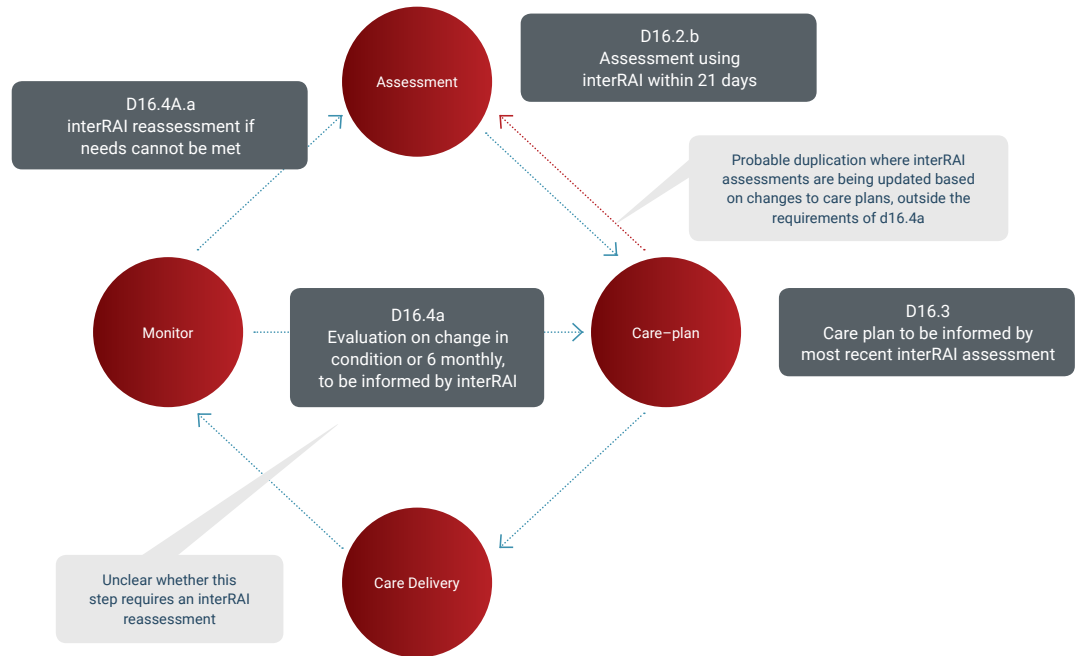 Assessment
D16.2.b
Assessment using
interRAI within 21 days
D16.4A.a
interRAI reassessment if
needs cannot be met
Probable duplication where interRAI
assessments are being updated based
on changes to care plans, outside the
requirements of d16.4a
Monitor
D16.4a
Evaluation on change in
condition or 6 monthly,
to be informed by interRAI
Care–plan
D16.3
Care plan to be informed by
most recent interRAI assessment
Unclear whether this
step requires an interRAI
reassessment
Care Delivery